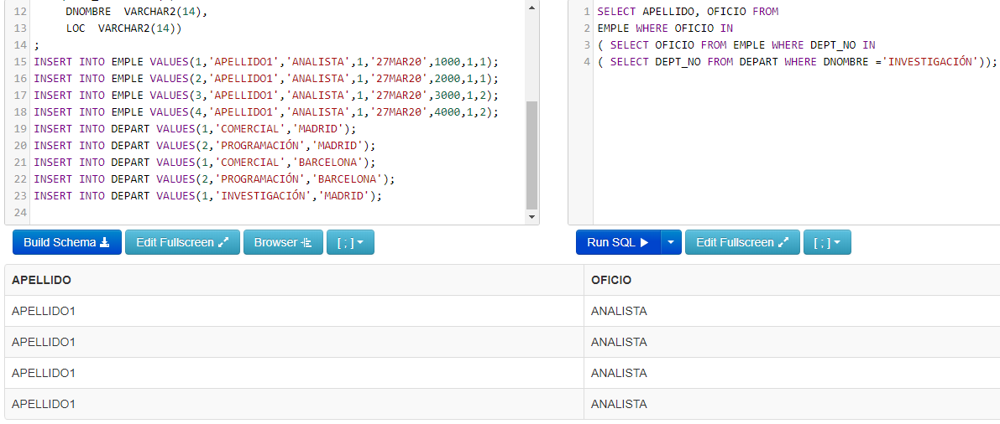 12 DNOMBRE VARCHAR2(14),
13 LOC VARCHAR2(14))
14 ;
15 INSERT INTO EMPLE VALUES(1,'APELLIDO1','ANALISTA',1,'27MAR20',1000,1,1);
16 INSERT INTO EMPLE VALUES(2,'APELLIDO1','ANALISTA',1,'27MAR20',2000,1,1);
17 INSERT INTO EMPLE VALUES(3,'APELLIDO1','ANALISTA',1,'27MAR20',3000,1,2);
18 INSERT INTO EMPLE VALUES(4,'APELLIDO1','ANALISTA',1,'27MAR20',4000,1,2);
19 INSERT INTO DEPART VALUES(1,'COMERCIAL','MADRID');
20 INSERT INTO DEPART VALUES(2,'PROGRAMACIÓN','MADRID');
21 INSERT INTO DEPART VALUES(1,'COMERCIAL','BARCELONA');
22 INSERT INTO DEPART VALUES(2,'PROGRAMACIÓN','BARCELONA');
23 INSERT INTO DEPART VALUES(1,'INVESTIGACIÓN','MADRID');
24
1 SELECT APELLIDO, OFICIO FROM
2 EMPLE WHERE OFICIO IN
3 ( SELECT OFICIO FROM EMPLE WHERE DEPT_NO IN
4 ( SELECT DEPT_NO FROM DEPART WHERE DNOMBRE ='INVESTIGACIÓN'));
Build Schema Edit Fullscreen Browser [ ; ]
Run SQL Edit Fullscreen [ ; ]
APELLIDO OFICIO
APELLIDO1 ANALISTA
APELLIDO1 ANALISTA
APELLIDO1 ANALISTA
APELLIDO1 ANALISTA